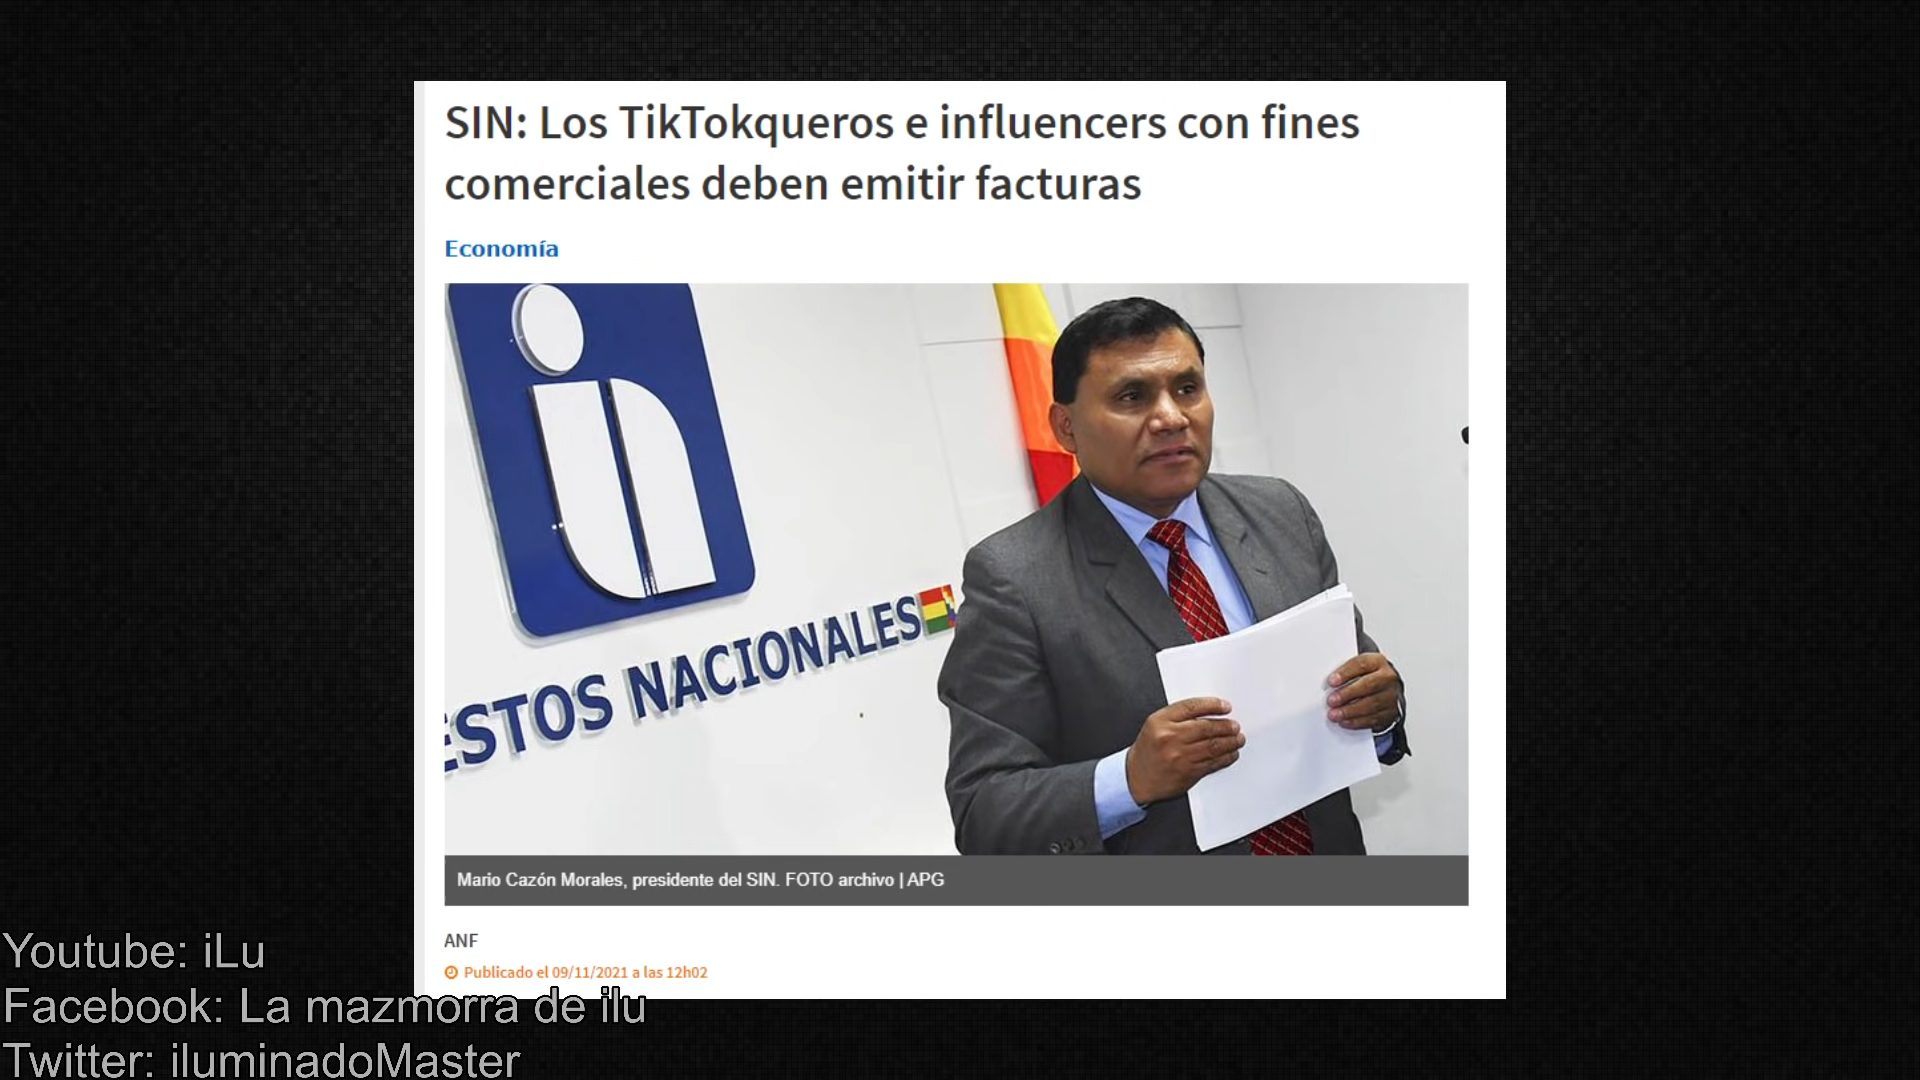 SIN: Los TikTokqueros e influencers con fines
comerciales deben emitir facturas
Economía
ESTOS NACIONALES
Mario Cazón Morales, presidente del SIN. FOTO archivo | APG
ANF
Publicado el 09/11/2021 a las 12h02
Youtube: iLu
Facebook: La mazmorra de ilu
Twitter: iluminadoMaster